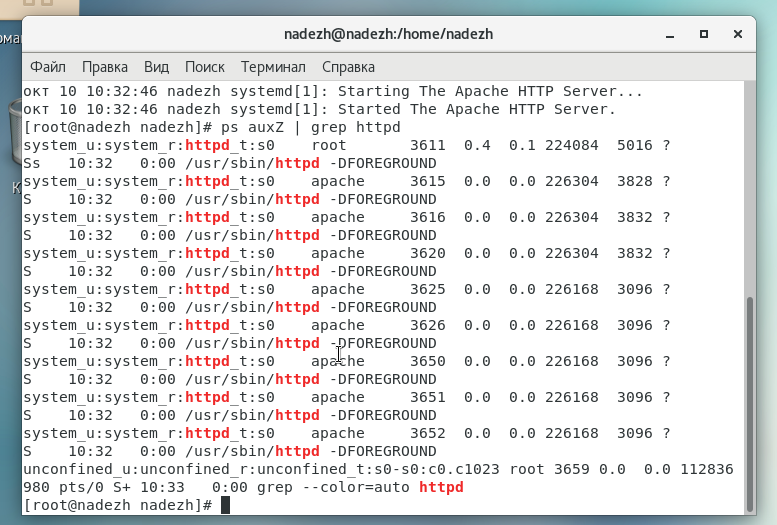 nadezh@nadezh:/home/nadezh
Файл Правка Вид Поиск Терминал Справка
окт 10 10:32:46 nadezh systemd[1]: Starting The Apache HTTP Server...
окт 10 10:32:46 nadezh systemd[1]: Started The Apache HTTP Server.
[root@nadezh nadezh]# ps auxZ | grep httpd
system_u:system_r:httpd_t:s0    root       3611  0.4  0.1 224084  5016 ?
Ss   10:32   0:00 /usr/sbin/httpd -DFOREGROUND
system_u:system_r:httpd_t:s0    apache     3615  0.0  0.0 226304  3828 ?
S    10:32   0:00 /usr/sbin/httpd -DFOREGROUND
system_u:system_r:httpd_t:s0    apache     3616  0.0  0.0 226304  3832 ?
S    10:32   0:00 /usr/sbin/httpd -DFOREGROUND
system_u:system_r:httpd_t:s0    apache     3620  0.0  0.0 226304  3832 ?
S    10:32   0:00 /usr/sbin/httpd -DFOREGROUND
system_u:system_r:httpd_t:s0    apache     3625  0.0  0.0 226168  3096 ?
S    10:32   0:00 /usr/sbin/httpd -DFOREGROUND
system_u:system_r:httpd_t:s0    apache     3626  0.0  0.0 226168  3096 ?
S    10:32   0:00 /usr/sbin/httpd -DFOREGROUND
system_u:system_r:httpd_t:s0    apache     3650  0.0  0.0 226168  3096 ?
S    10:32   0:00 /usr/sbin/httpd -DFOREGROUND
system_u:system_r:httpd_t:s0    apache     3651  0.0  0.0 226168  3096 ?
S    10:32   0:00 /usr/sbin/httpd -DFOREGROUND
system_u:system_r:httpd_t:s0    apache     3652  0.0  0.0 226168  3096 ?
S    10:32   0:00 /usr/sbin/httpd -DFOREGROUND
unconfined_u:unconfined_r:unconfined_t:s0-s0:c0.c1023 root 3659 0.0  0.0 112836
980 pts/0 S+ 10:33   0:00 grep --color=auto httpd
[root@nadezh nadezh]#